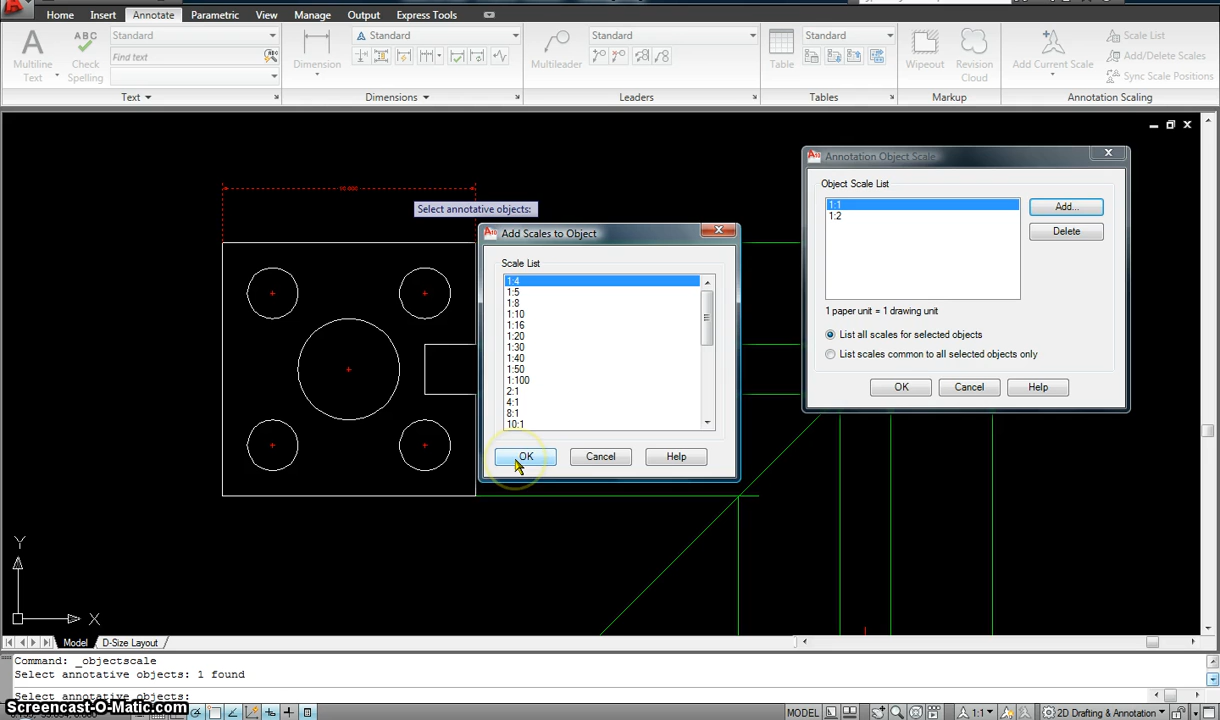 Home Insert Annotate Parametric View Manage Output Express Tools
Multiline
Text
ABC
Check
Spelling
Standard
Find text
Text
Dimension
Standard
Dimensions
Multileader
Standard
Leaders
Table
Standard
Tables
Wipeout
Revision
Cloud
Markup
Add Current Scale
Scale List
Add/Delete Scales
Sync Scale Positions
Annotation Scaling
10.000
Select annotative objects:
Add Scales to Object
Scale List
1:4
1:5
1:8
1:10
1:16
1:20
1:30
1:40
1:50
1:100
2:1
4:1
8:1
10:1
OK Cancel Help
Annotation Object Scale
Object Scale List
1:1
1:2
Add...
Delete
1 paper unit = 1 drawing unit
List all scales for selected objects
List scales common to all selected objects only
OK Cancel Help
Y
X
Model D-Size Layout
Command: _objectscale
Select annotative objects: 1 found
Select annotative objects:
Screencast-O-Matic.com
MODEL 1:1 2D Drafting & Annotation